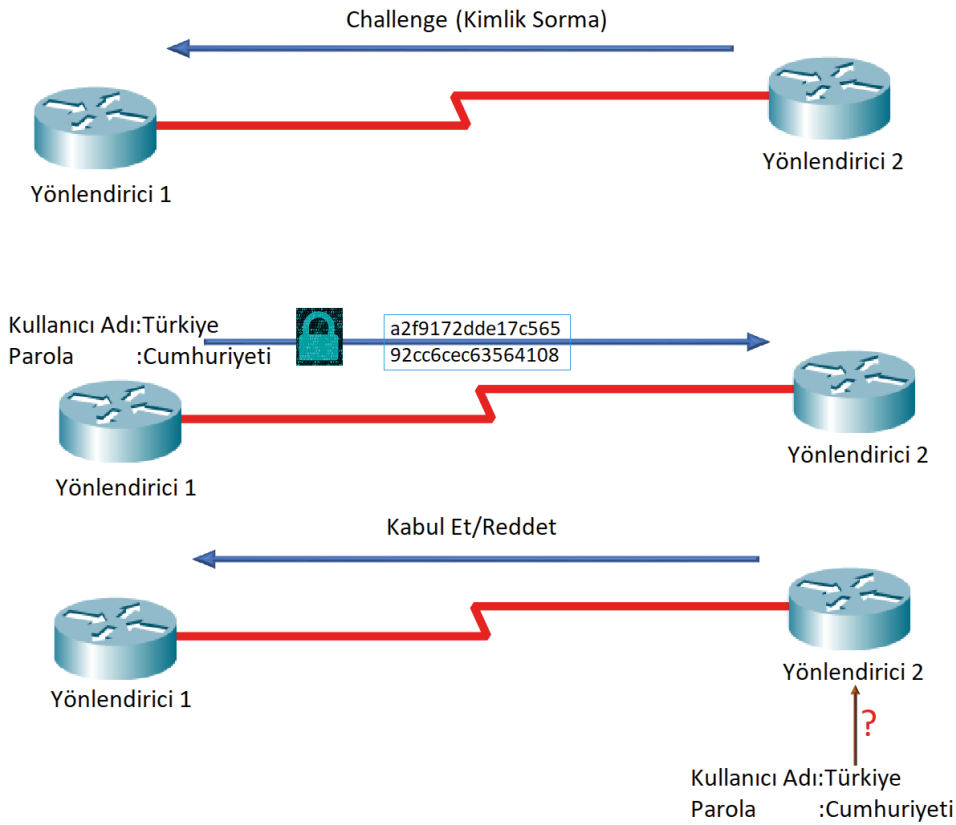 Challenge (Kimlik Sorma)
Yönlendirici 1
Yönlendirici 2
Kullanıcı Adı:Türkiye
Parola :Cumhuriyeti
a2f9172dde17c565
92cc6cec63564108
Yönlendirici 1
Yönlendirici 2
Kabul Et/Reddet
Yönlendirici 1
Yönlendirici 2
?
Kullanıcı Adı:Türkiye
Parola :Cumhuriyeti